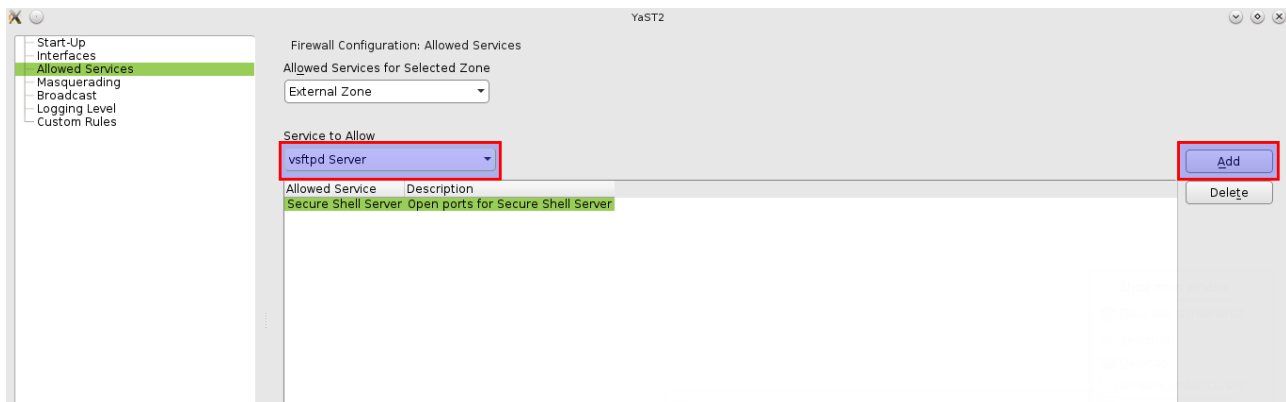 YaST2
Start-Up
Interfaces
Allowed Services
Masquerading
Broadcast
Logging Level
Custom Rules
Firewall Configuration: Allowed Services
Allowed Services for Selected Zone
External Zone
Service to Allow
vsftpd Server
Add
Allowed Service Description
Secure Shell Server Open ports for Secure Shell Server
Delete